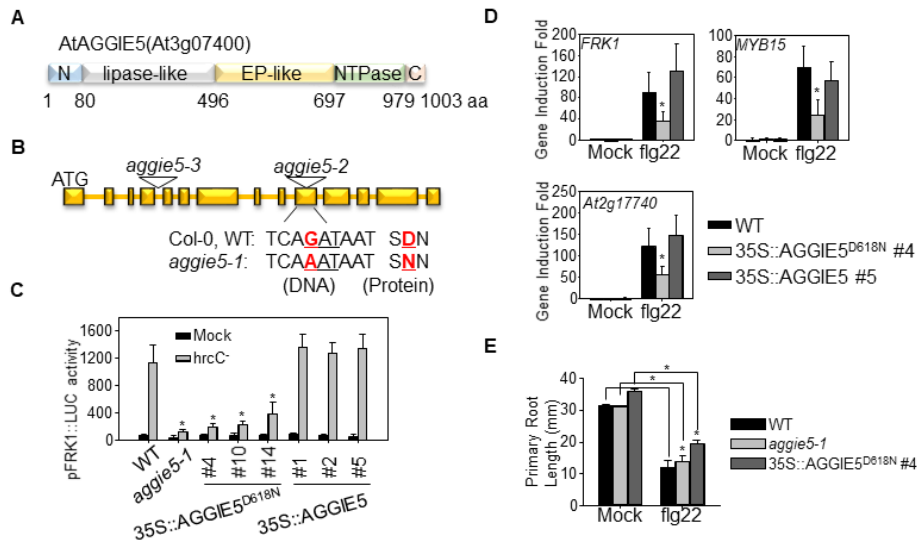 A
AtAGGIE5(At3g07400)
N lipase-like EP-like NTPase C
1 80 496 697 979 1003 aa
B
aggie5-3 aggie5-2
ATG
Col-0, WT: TCAGATAAT SDN
aggie5-1: TCAAATAAT SNN
(DNA) (Protein)
C
pFRK1::LUC activity
1600
1200
800
400
0
Mock
hrcC-
WT aggie5-1 #4 #10 #14 #1 #2 #5
* * * *
35S::AGGIE5D618N 35S::AGGIE5
D
Gene Induction Fold
FRK1
200
160
120
80
40
0
*
Mock flg22
MYB15
100
80
60
40
20
0
*
Mock flg22
Gene Induction Fold
At2g17740
250
200
150
100
50
0
*
Mock flg22
WT
35S::AGGIE5D618N #4
35S::AGGIE5 #5
E
Primary Root
Length (mm)
40
30
20
10
0
*
*
*
*
Mock flg22
WT
aggie5-1
35S::AGGIE5D618N #4